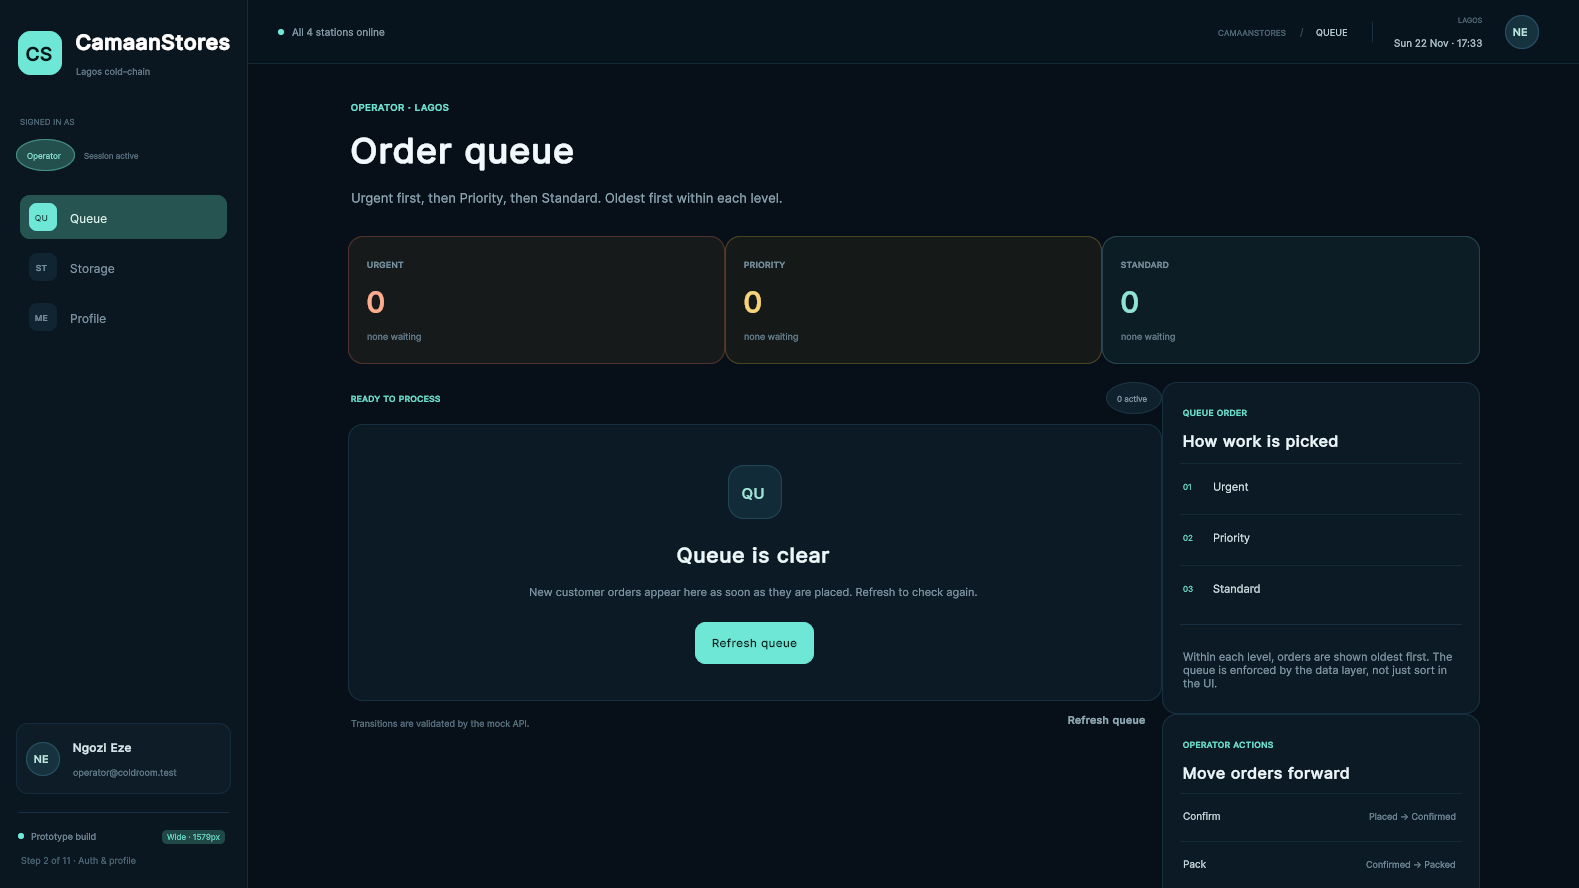 CS
CamaanStores
Lagos cold-chain
SIGNED IN AS
Operator
Session active
QU
Queue
ST
Storage
ME
Profile
NE
Ngozi Eze
operator@coldroom.test
Prototype build
Wide · 1579px
Step 2 of 11 · Auth & profile
All 4 stations online
CAMAANSTORES / QUEUE
LAGOS
Sun 22 Nov · 17:33
NE
OPERATOR · LAGOS
Order queue
Urgent first, then Priority, then Standard. Oldest first within each level.
URGENT
0
none waiting
PRIORITY
0
none waiting
STANDARD
0
none waiting
READY TO PROCESS
0 active
QU
Queue is clear
New customer orders appear here as soon as they are placed. Refresh to check again.
Refresh queue
Transitions are validated by the mock API.
Refresh queue
QUEUE ORDER
How work is picked
01 Urgent
02 Priority
03 Standard
Within each level, orders are shown oldest first. The
queue is enforced by the data layer, not just sort in
the UI.
OPERATOR ACTIONS
Move orders forward
Confirm Placed → Confirmed
Pack Confirmed → Packed